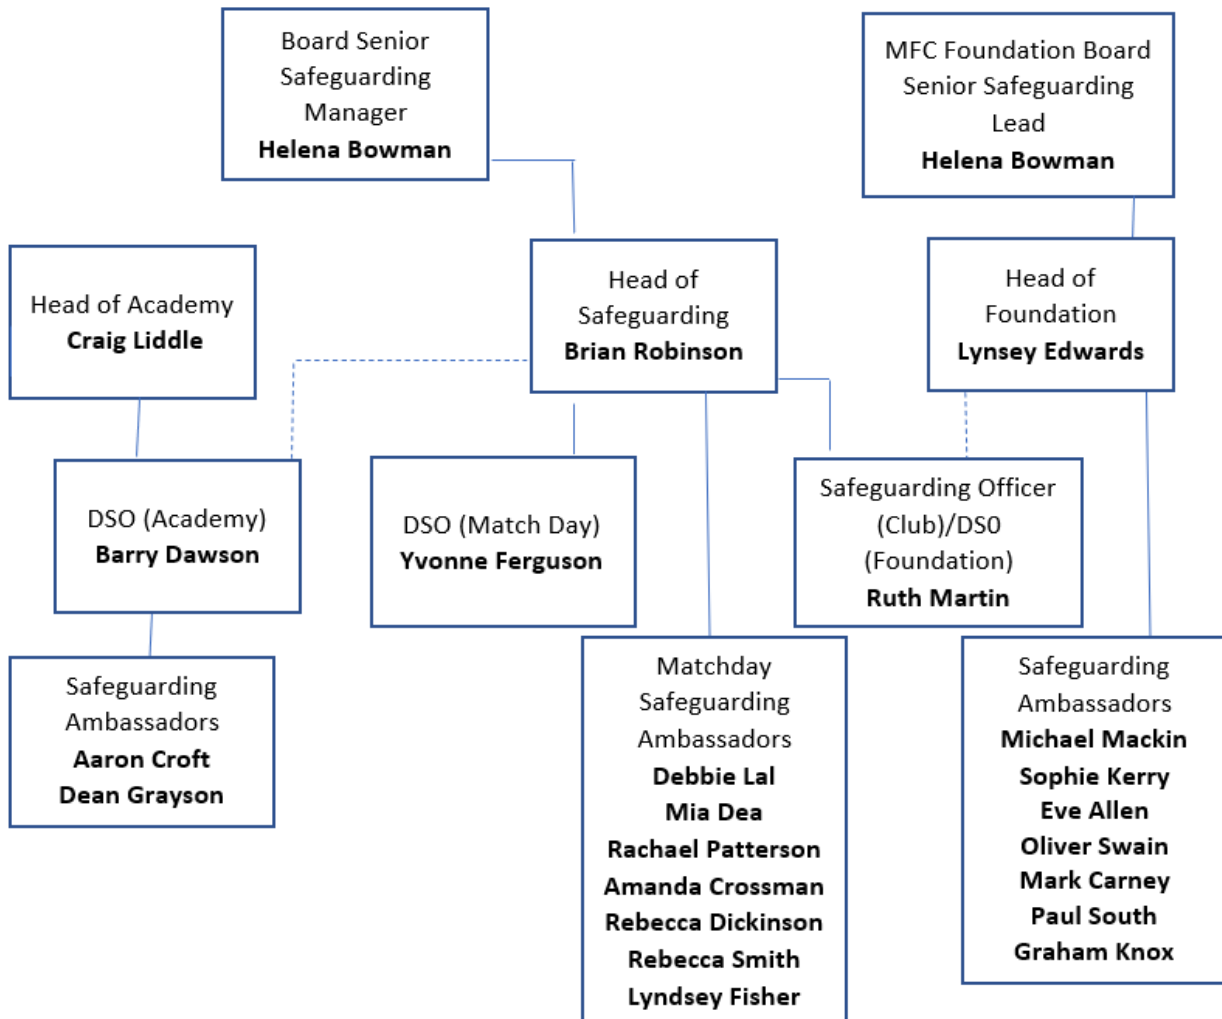 Board Senior
Safeguarding
Manager
Helena Bowman
MFC Foundation Board
Senior Safeguarding
Lead
Helena Bowman
Head of Academy
Craig Liddle
Head of
Safeguarding
Brian Robinson
Head of
Foundation
Lynsey Edwards
DSO (Academy)
Barry Dawson
DSO (Match Day)
Yvonne Ferguson
Safeguarding Officer
(Club)/DS0
(Foundation)
Ruth Martin
Safeguarding
Ambassadors
Aaron Croft
Dean Grayson
Matchday
Safeguarding
Ambassadors
Debbie Lal
Mia Dea
Rachael Patterson
Amanda Crossman
Rebecca Dickinson
Rebecca Smith
Lyndsey Fisher
Safeguarding
Ambassadors
Michael Mackin
Sophie Kerry
Eve Allen
Oliver Swain
Mark Carney
Paul South
Graham Knox